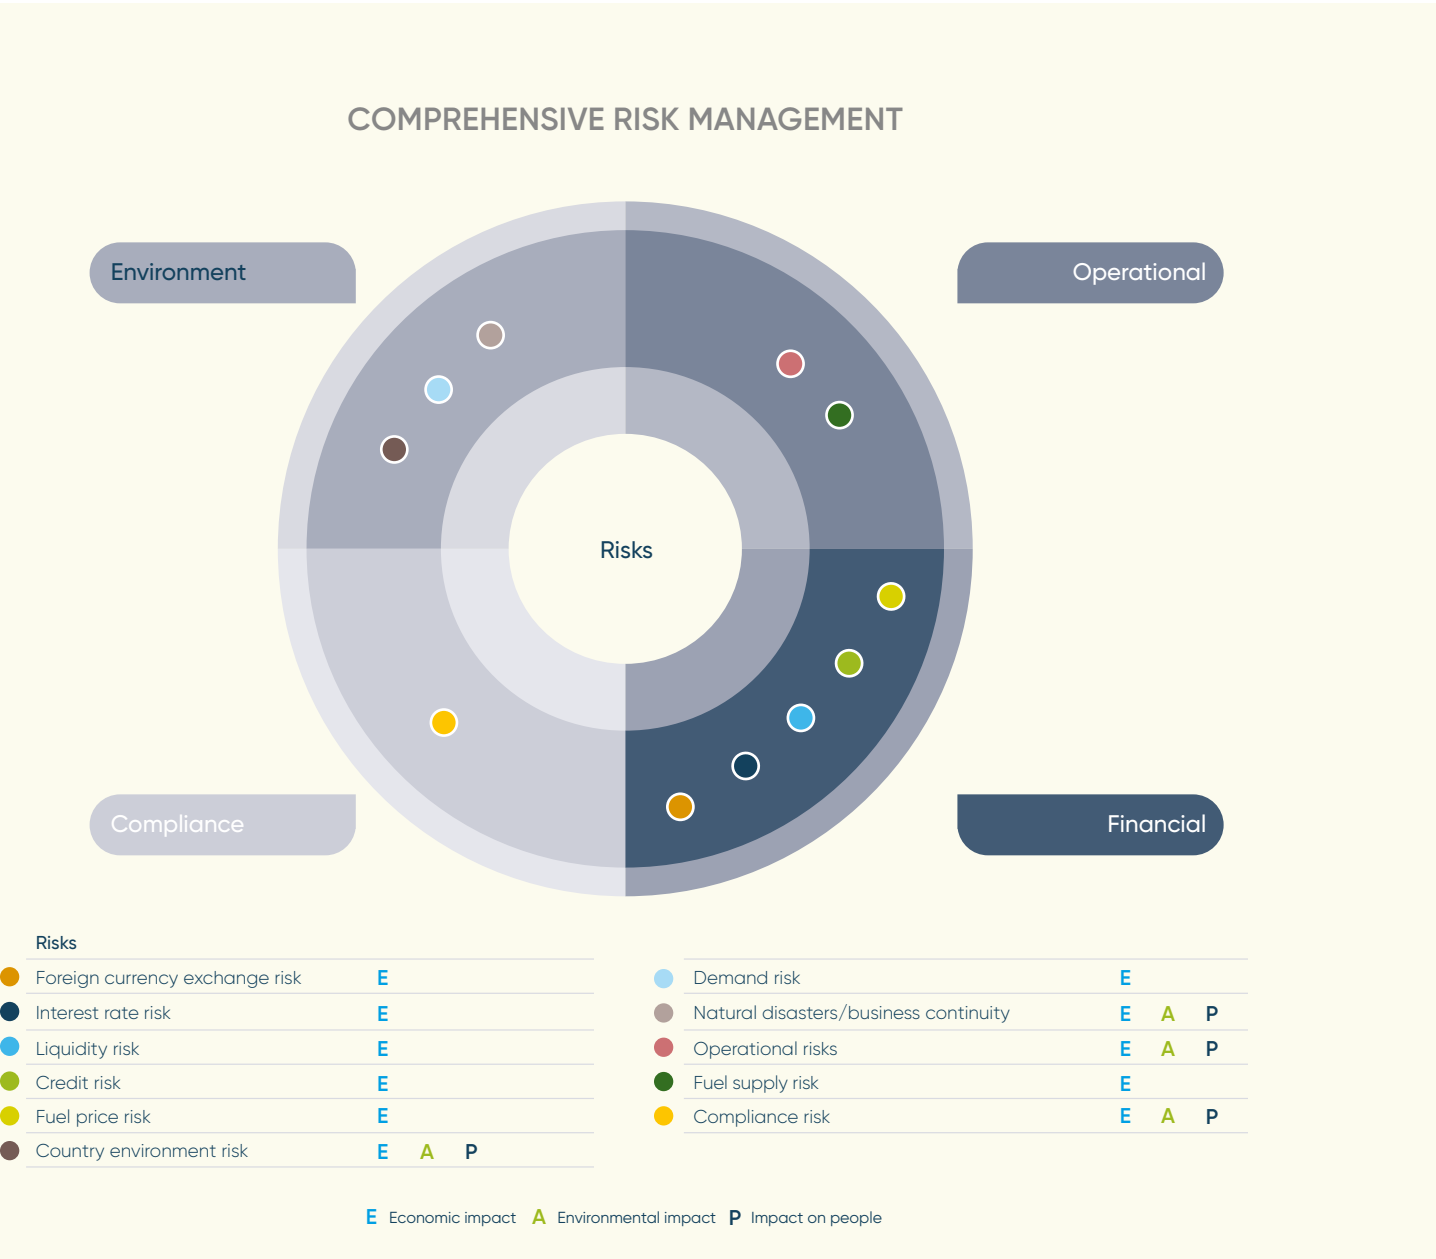 COMPREHENSIVE RISK MANAGEMENT
Environment
Operational
Risks
Compliance
Financial
Risks
Foreign currency exchange risk E
Interest rate risk E
Liquidity risk E
Credit risk E
Fuel price risk E
Country environment risk E A P
Demand risk E
Natural disasters/business continuity E A P
Operational risks E A P
Fuel supply risk E
Compliance risk E A P
E Economic impact A Environmental impact P Impact on people